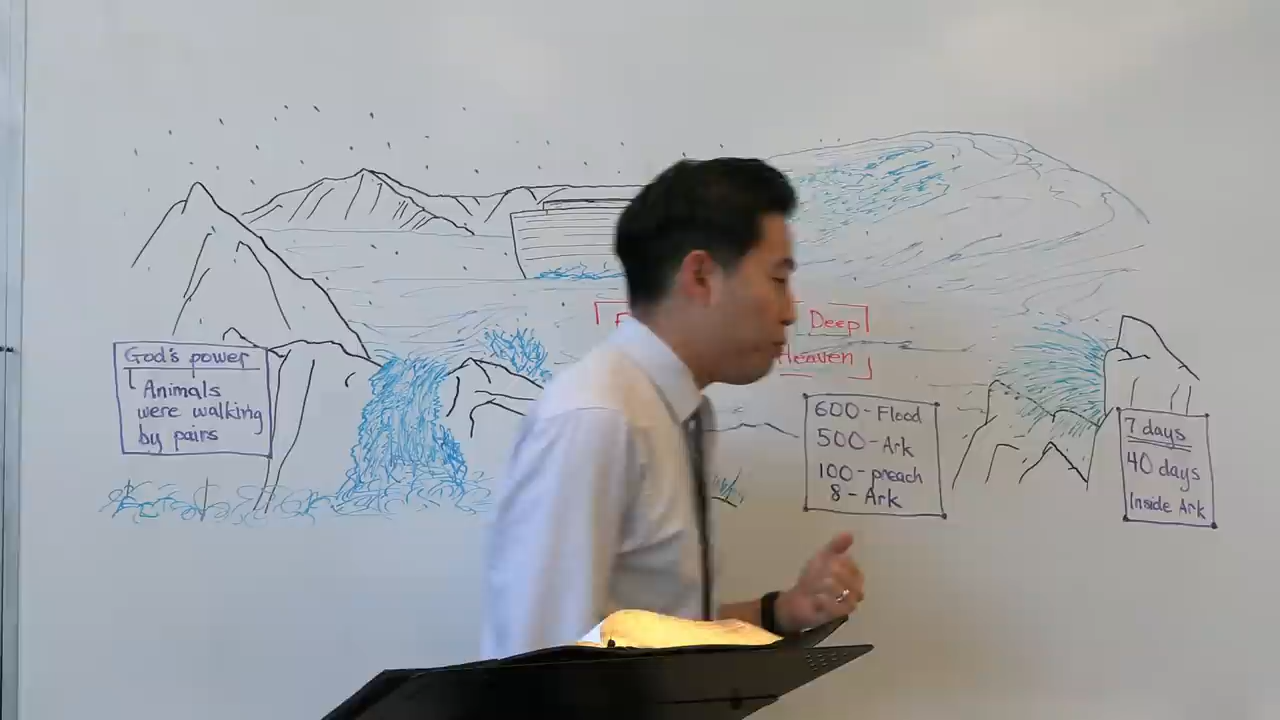 God's power
Animals
were walking
by pairs
Deep
Heaven
600-Flood
500-Ark
100-preach
8-Ark
7 days
40 days
Inside Ark